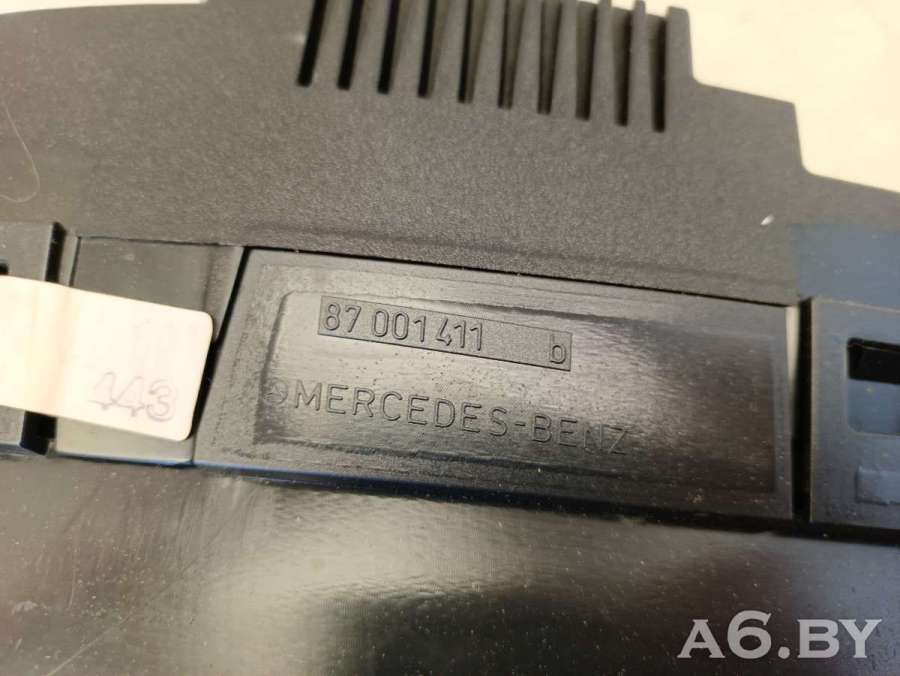 87 001 411 b
MERCEDES-BENZ
443
A6.BY